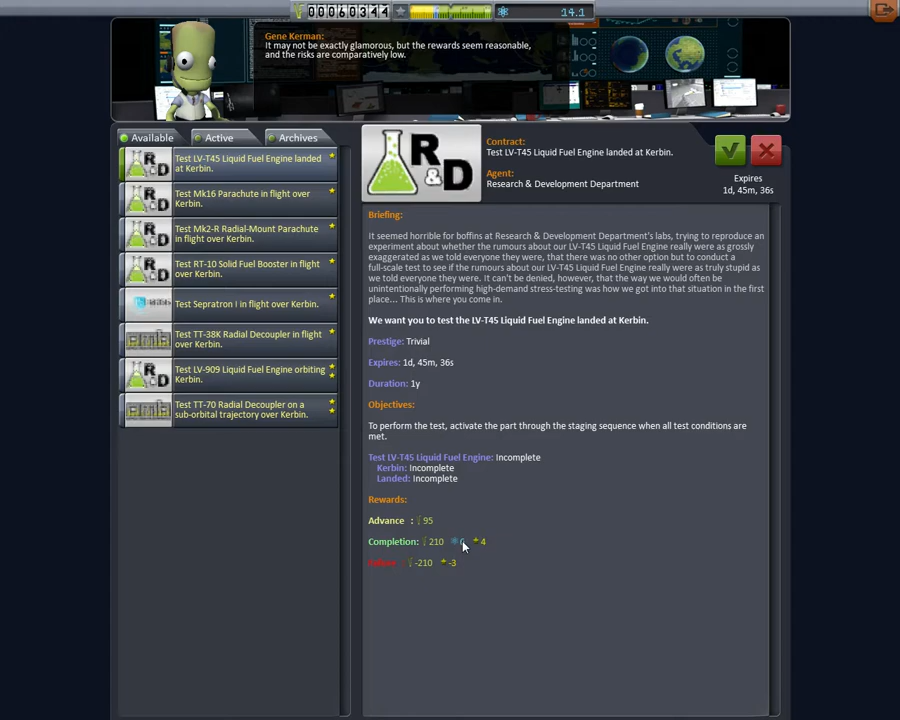 00060344
14.1
Gene Kerman:
It may not be exactly glamorous, but the rewards seem reasonable,
and the risks are comparatively low.
Available
Active
Archives
R&D
Test LV-T45 Liquid Fuel Engine landed
at Kerbin.
R&D
Test Mk16 Parachute in flight over
Kerbin.
R&D
Test Mk2-R Radial-Mount Parachute
in flight over Kerbin.
R&D
Test RT-10 Solid Fuel Booster in flight
over Kerbin.
Test Sepratron I in flight over Kerbin.
Test TT-38K Radial Decoupler in flight
over Kerbin.
R&D
Test LV-909 Liquid Fuel Engine orbiting
Kerbin.
Test TT-70 Radial Decoupler on a
sub-orbital trajectory over Kerbin.
R&D
Contract:
Test LV-T45 Liquid Fuel Engine landed at Kerbin.
Agent:
Research & Development Department
Expires
1d, 45m, 36s
Briefing:
It seemed horrible for boffins at Research & Development Department's labs, trying to reproduce an
experiment about whether the rumours about our LV-T45 Liquid Fuel Engine really were as grossly
exaggerated as we told everyone they were, that there was no other option but to conduct a
full-scale test to see if the rumours about our LV-T45 Liquid Fuel Engine really were as truly stupid as
we told everyone they were. It can't be denied, however, that the way we would often be
unintentionally performing high-demand stress-testing was how we got into that situation in the first
place... This is where you come in.
We want you to test the LV-T45 Liquid Fuel Engine landed at Kerbin.
Prestige: Trivial
Expires: 1d, 45m, 36s
Duration: 1y
Objectives:
To perform the test, activate the part through the staging sequence when all test conditions are
met.
Test LV-T45 Liquid Fuel Engine: Incomplete
Kerbin: Incomplete
Landed: Incomplete
Rewards:
Advance : 95
Completion: 210 4
-210 -3